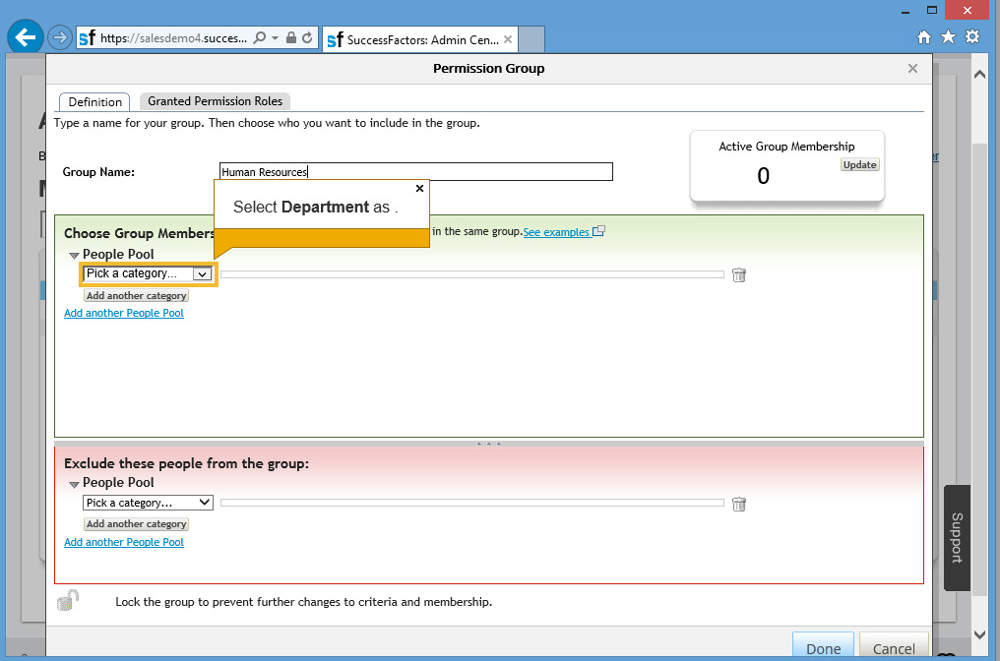 sf https://salesdemo4.succes...
sf SuccessFactors: Admin Cen...
Permission Group
Definition
Granted Permission Roles
Type a name for your group. Then choose who you want to include in the group.
Active Group Membership
Update
0
Group Name:
Human Resources
Select Department as .
Choose Group Members
in the same group. See examples
People Pool
Pick a category...
Add another category
Add another People Pool
Exclude these people from the group:
People Pool
Pick a category...
Add another category
Add another People Pool
Support
Lock the group to prevent further changes to criteria and membership.
Done
Cancel